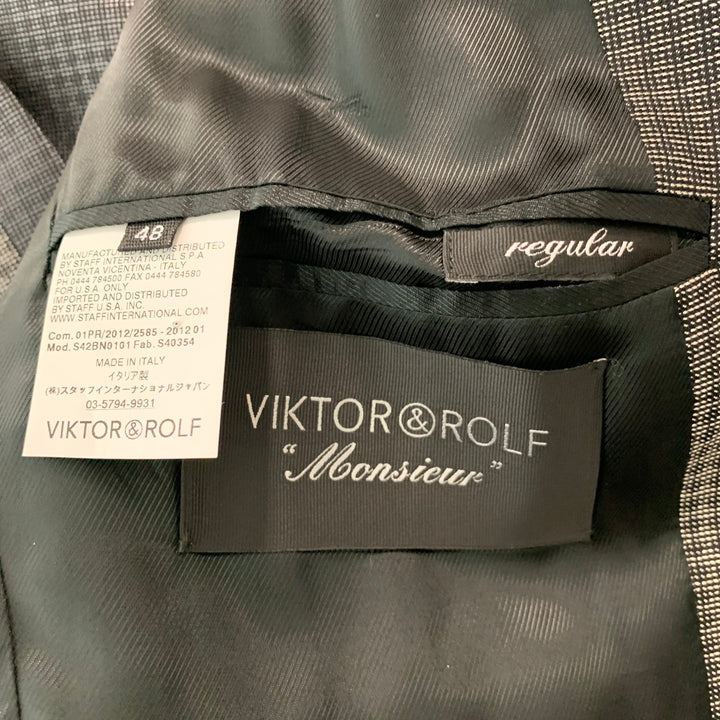 48
regular
MANUFACTURED DISTRIBUTED
BY STAFF INTERNATIONAL S.P.A
NOVENTA VICENTINA - ITALY
PH 0444 784500 FAX 0444 784580
FOR U.S.A. ONLY
IMPORTED AND DISTRIBUTED
BY STAFF U.S.A. INC.
WWW.STAFFINTERNATIONAL.COM
Com. 01PR/2012/2585 - 2012 01
Mod. S42BN0101 Fab. S40354
MADE IN ITALY
イタリア製
(株)スタッフインターナショナルジャパン
03-5794-9931
VIKTOR&ROLF
VIKTOR&ROLF
"Monsieur"